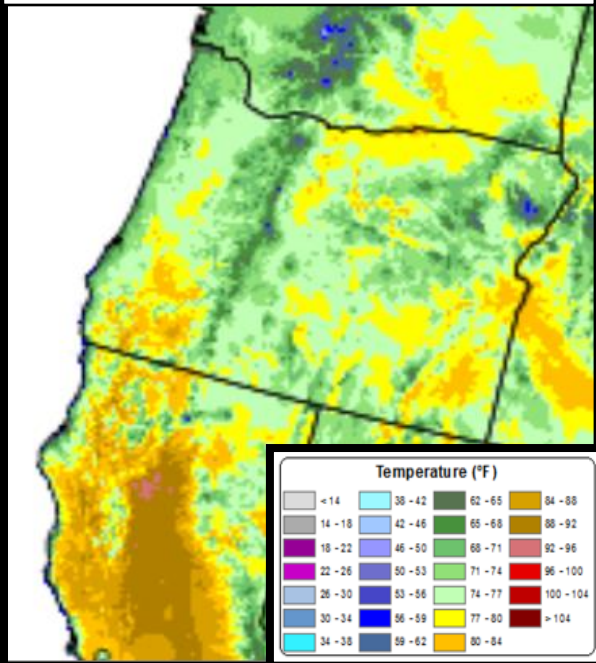 Temperature (°F)
< 14 38 - 42 62 - 65 84 - 88
14 - 18 42 - 46 65 - 68 88 - 92
18 - 22 46 - 50 68 - 71 92 - 96
22 - 26 50 - 53 71 - 74 96 - 100
26 - 30 53 - 56 74 - 77 100 - 104
30 - 34 56 - 59 77 - 80 > 104
34 - 38 59 - 62 80 - 84